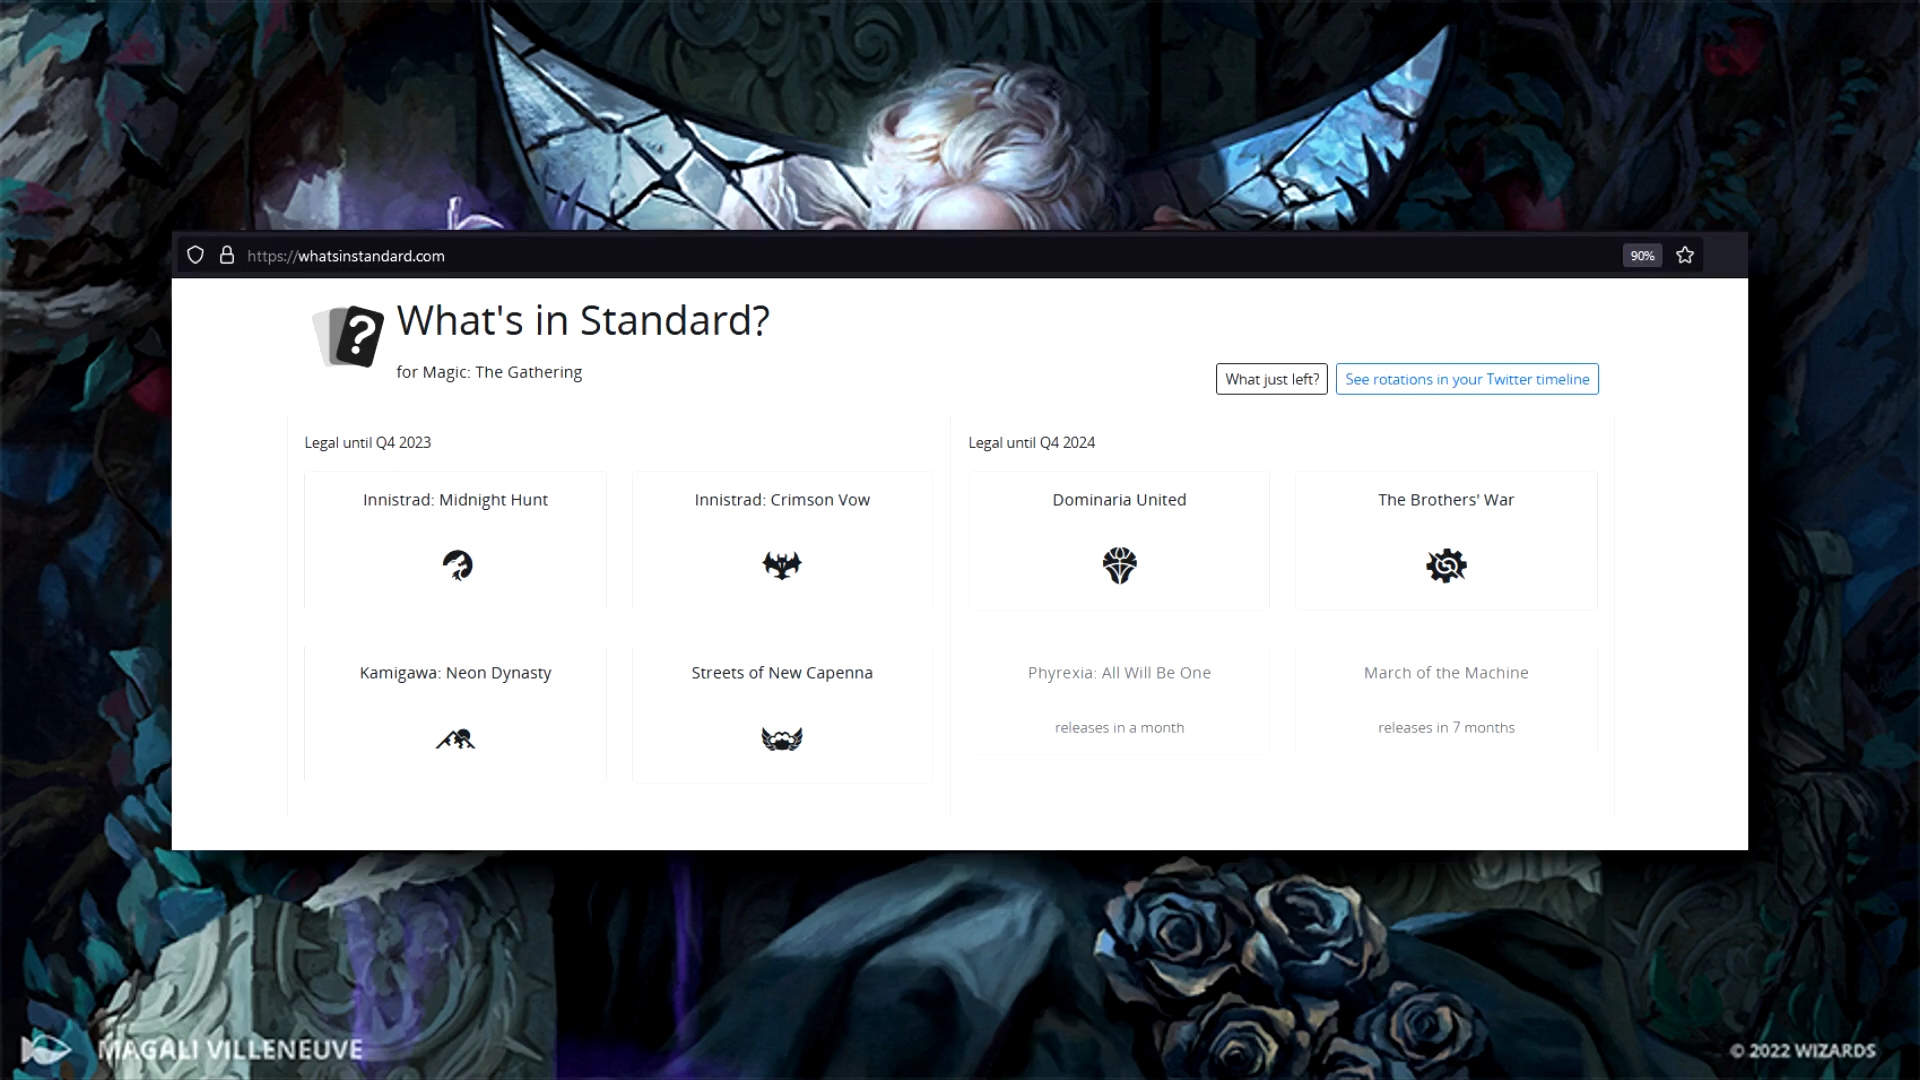 https://whatsinstandard.com
90%
?
What's in Standard?
for Magic: The Gathering
What just left?
See rotations in your Twitter timeline
Legal until Q4 2023
Innistrad: Midnight Hunt
Innistrad: Crimson Vow
Kamigawa: Neon Dynasty
Streets of New Capenna
Legal until Q4 2024
Dominaria United
The Brothers' War
Phyrexia: All Will Be One
releases in a month
March of the Machine
releases in 7 months
MAGALI VILLENEUVE
© 2022 WIZARDS